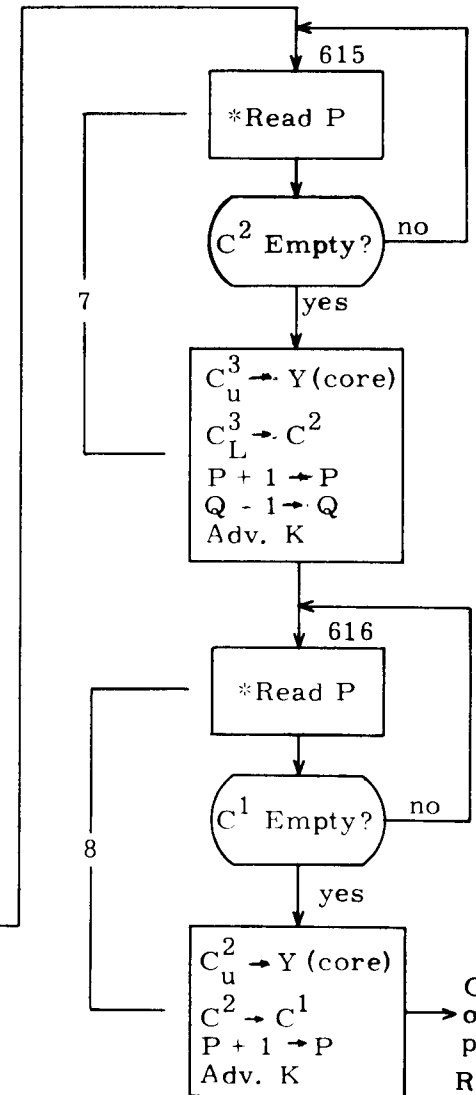 615
*Read P
C² Empty?
no
yes
7
C³ᵤ → Y (core)
C³L → C²
P + 1 → P
Q - 1 → Q
Adv. K
616
*Read P
C¹ Empty?
no
8
yes
C²ᵤ → Y (core)
C² → C¹
P + 1 → P
Adv. K